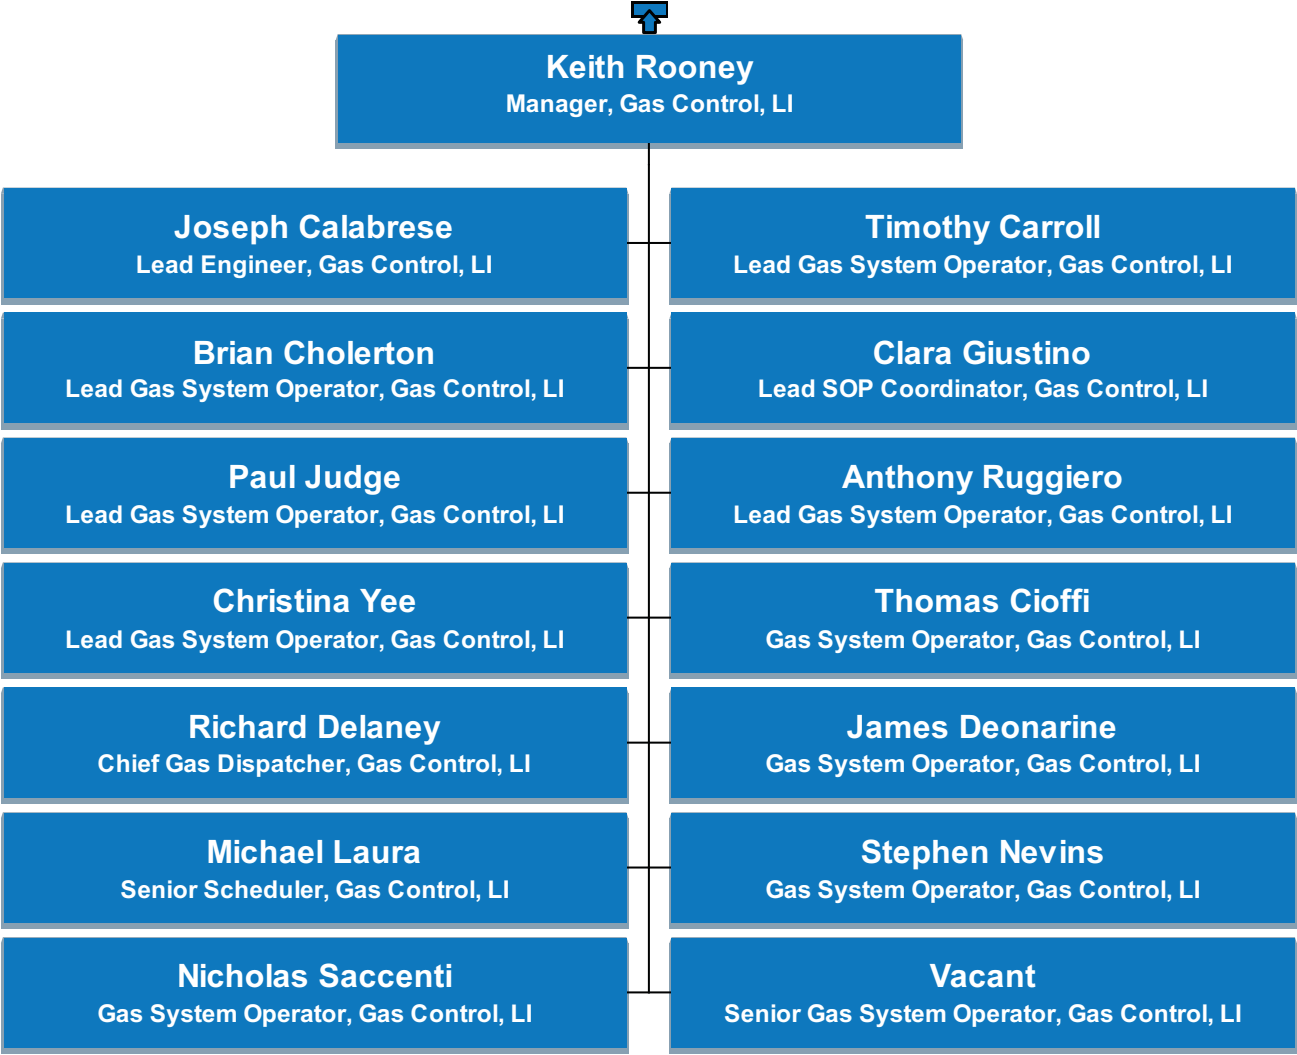 Keith Rooney
Manager, Gas Control, LI
Joseph Calabrese
Lead Engineer, Gas Control, LI
Timothy Carroll
Lead Gas System Operator, Gas Control, LI
Brian Cholerton
Lead Gas System Operator, Gas Control, LI
Clara Giustino
Lead SOP Coordinator, Gas Control, LI
Paul Judge
Lead Gas System Operator, Gas Control, LI
Anthony Ruggiero
Lead Gas System Operator, Gas Control, LI
Christina Yee
Lead Gas System Operator, Gas Control, LI
Thomas Cioffi
Gas System Operator, Gas Control, LI
Richard Delaney
Chief Gas Dispatcher, Gas Control, LI
James Deonarine
Gas System Operator, Gas Control, LI
Michael Laura
Senior Scheduler, Gas Control, LI
Stephen Nevins
Gas System Operator, Gas Control, LI
Nicholas Saccenti
Gas System Operator, Gas Control, LI
Vacant
Senior Gas System Operator, Gas Control, LI